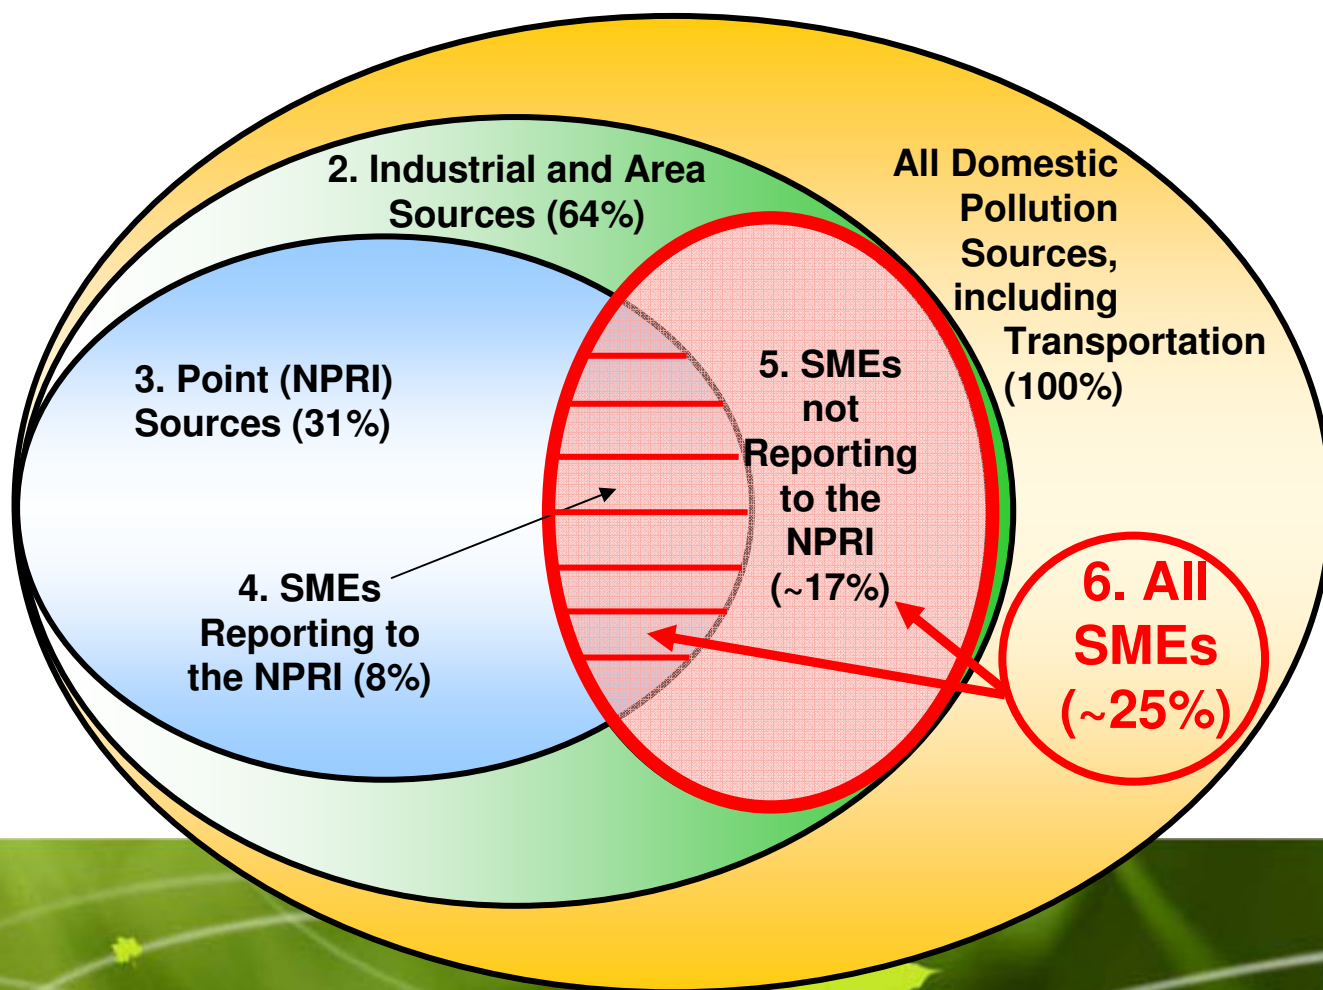 2. Industrial and Area
Sources (64%)
All Domestic
Pollution
Sources,
including
Transportation
(100%)
3. Point (NPRI)
Sources (31%)
5. SMEs
not
Reporting
to the
NPRI
(~17%)
4. SMEs
Reporting to
the NPRI (8%)
6. All
SMEs
(~25%)